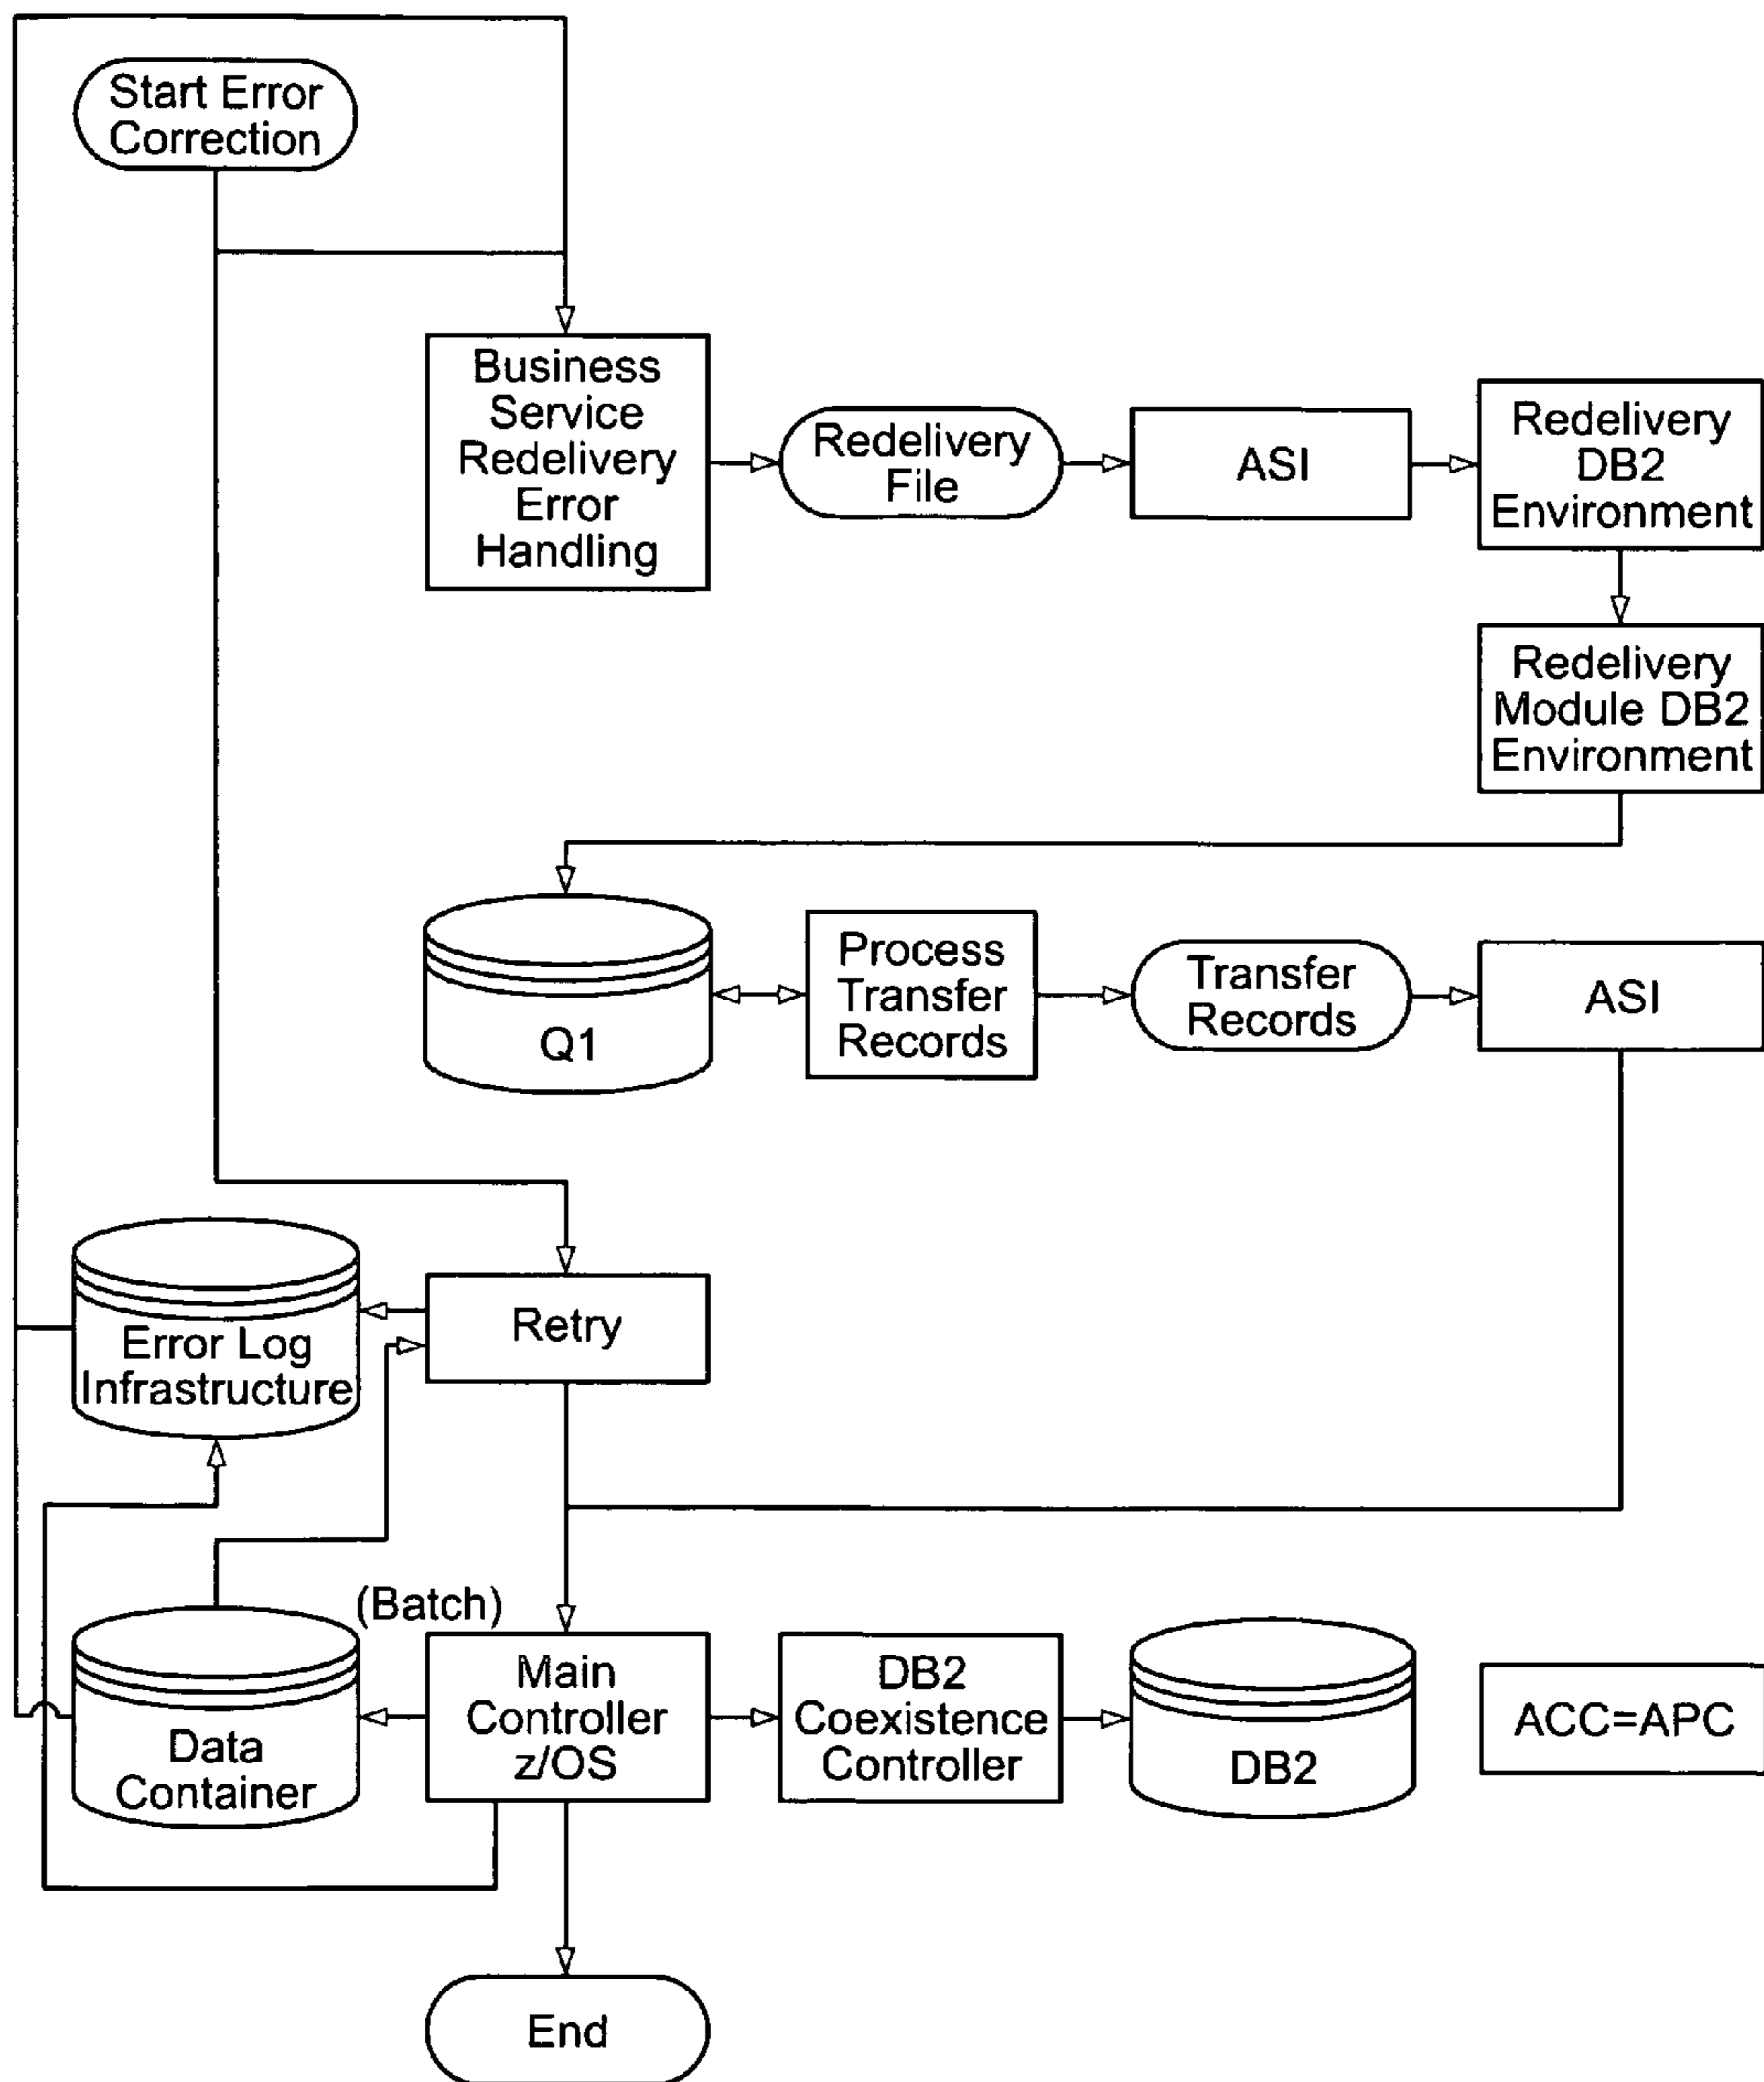 Start Error
Correction
Business
Service
Redelivery
Error
Handling
Redelivery
File
ASI
Redelivery
DB2
Environment
Redelivery
Module DB2
Environment
Q1
Process
Transfer
Records
Transfer
Records
ASI
Retry
Error Log
Infrastructure
(Batch)
Data
Container
Main
Controller
z/OS
DB2
Coexistence
Controller
DB2
ACC=APC
End